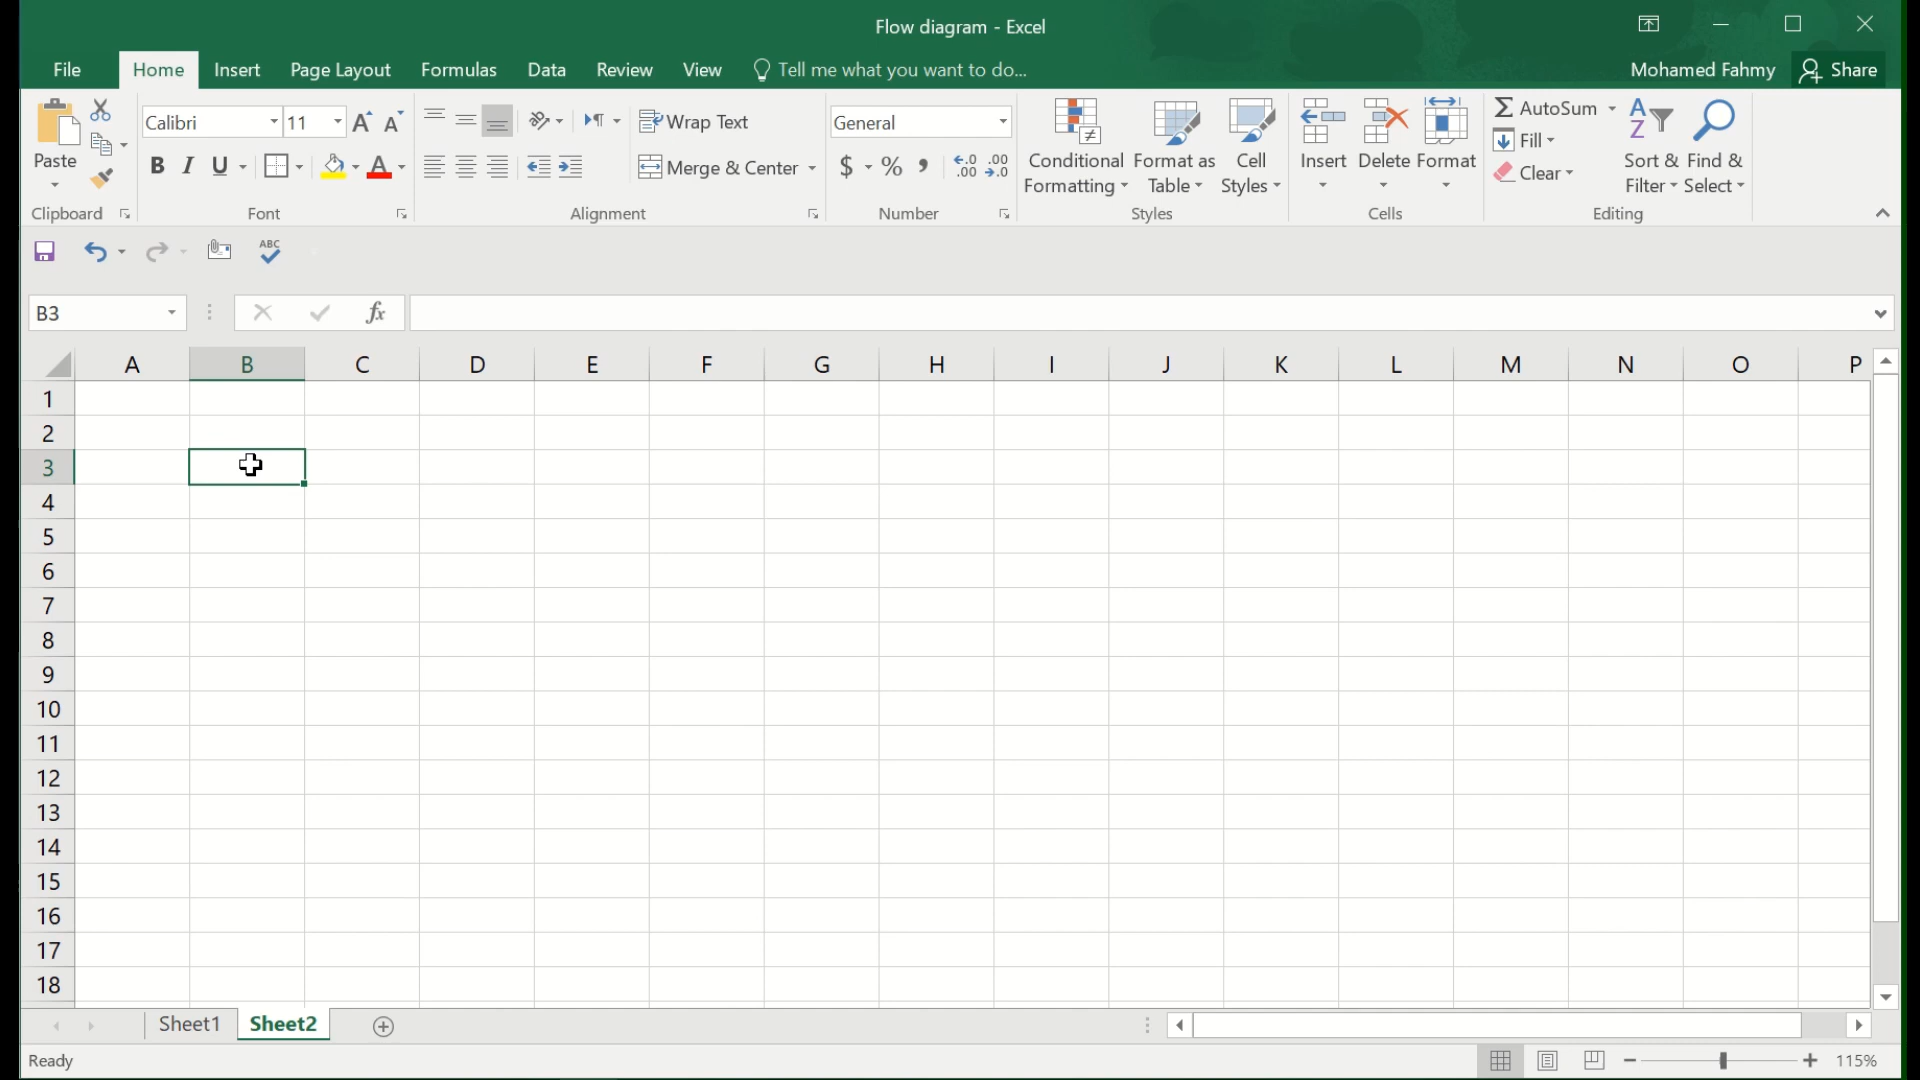 Flow diagram - Excel
File Home Insert Page Layout Formulas Data Review View Tell me what you want to do... Mohamed Fahmy Share
Paste
Clipboard
Calibri 11
B I U A
Font
Wrap Text
Merge & Center
Alignment
General
$ % ,
Number
Conditional Formatting
Format as Table
Cell Styles
Styles
Insert Delete Format
Cells
AutoSum
Fill
Clear
Sort & Filter
Find & Select
Editing
ABC
B3 fx
A B C D E F G H I J K L M N O P
1
2
3
4
5
6
7
8
9
10
11
12
13
14
15
16
17
18
Sheet1 Sheet2
Ready 115%